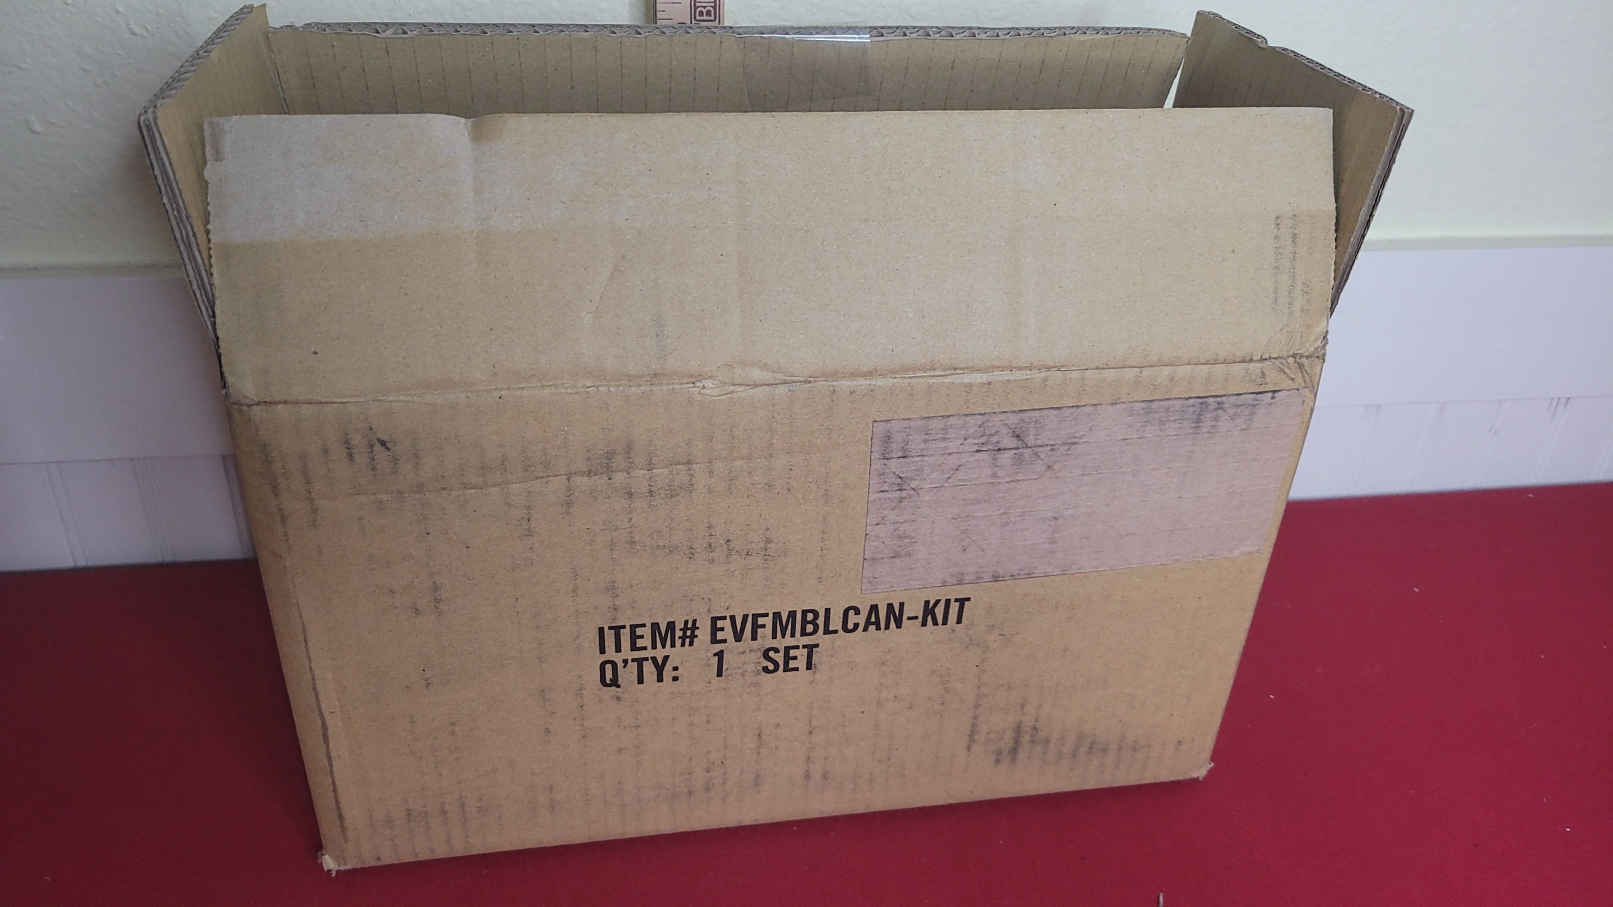 ITEM# EVFMBLCAN-KIT
Q'TY: 1 SET